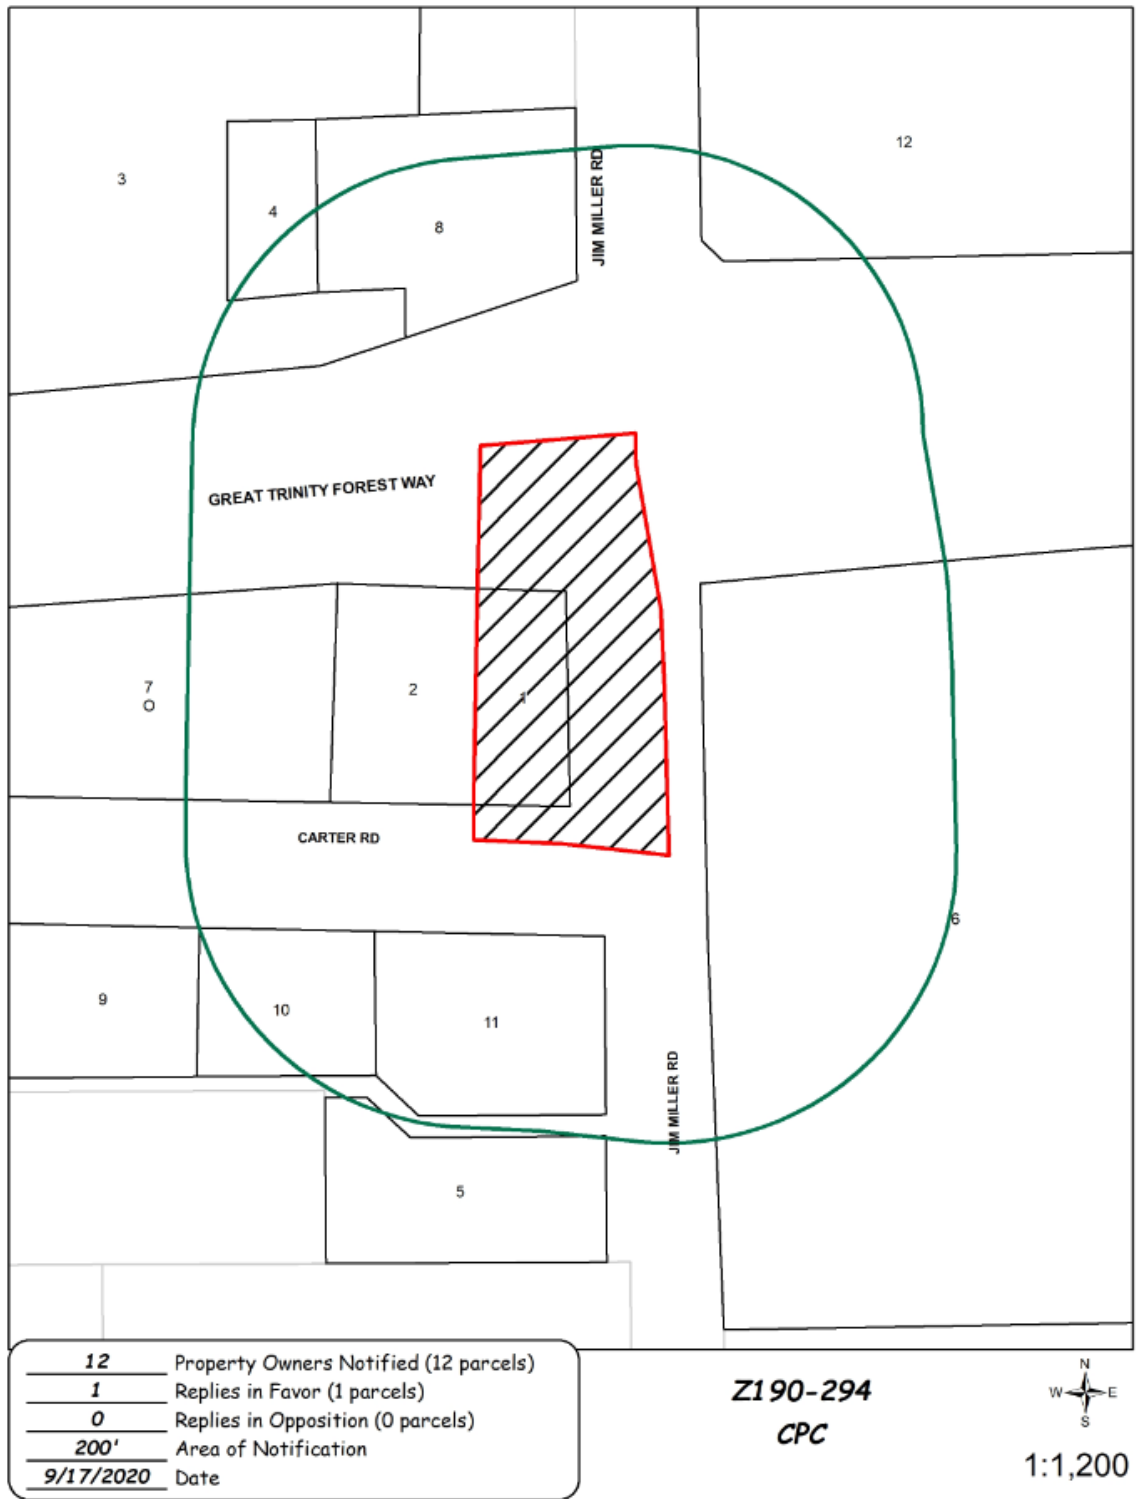 12
3
JIM MILLER RD
4
8
GREAT TRINITY FOREST WAY
7
O
2
1
CARTER RD
6
9
10
11
JIM MILLER RD
5
12 Property Owners Notified (12 parcels)
1 Replies in Favor (1 parcels)
0 Replies in Opposition (0 parcels)
200' Area of Notification
9/17/2020 Date
Z190-294
CPC
N
W E
S
1:1,200